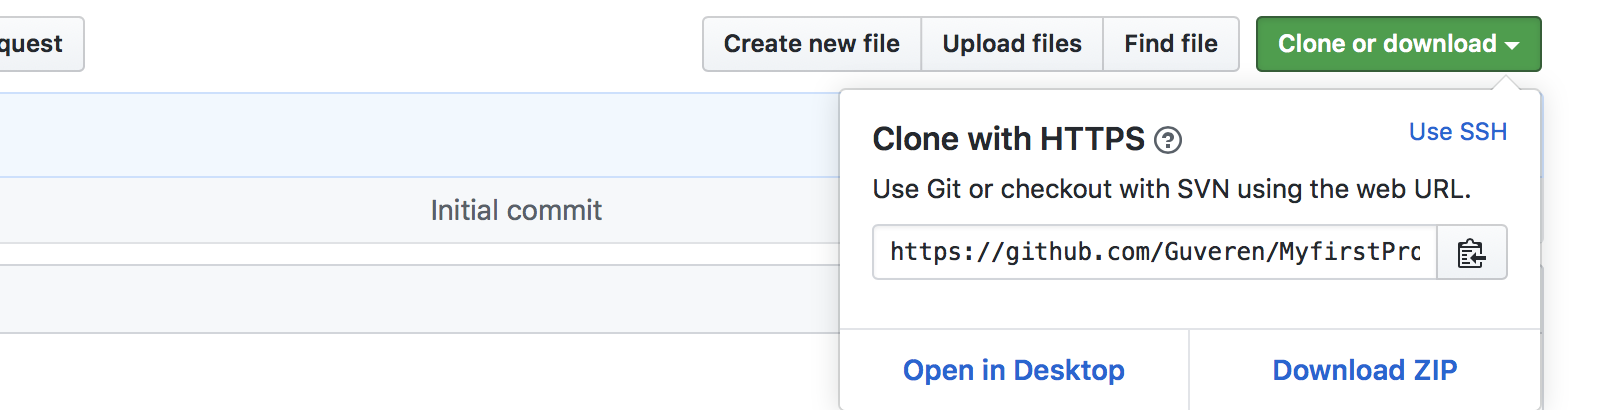 quest
Create new file
Upload files
Find file
Clone or download
Clone with HTTPS ?
Use SSH
Use Git or checkout with SVN using the web URL.
Initial commit
https://github.com/Guveren/MyfirstPro
Open in Desktop
Download ZIP